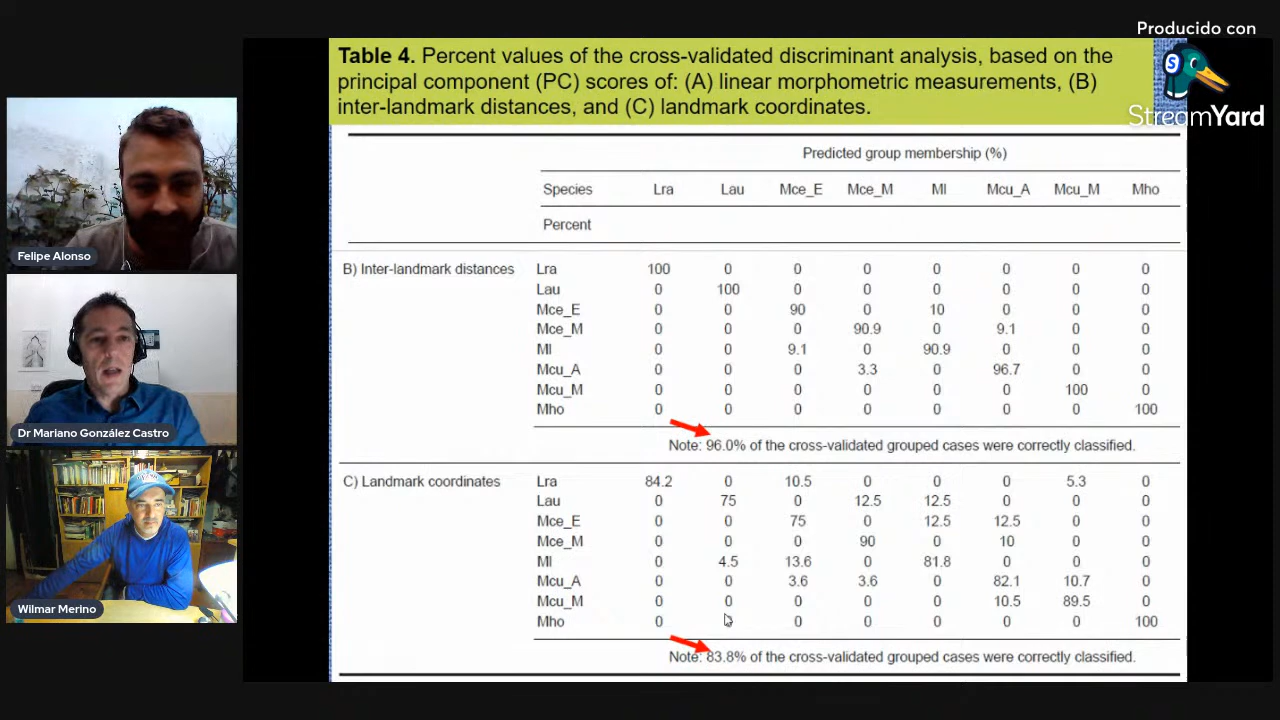 Producido con
StreamYard
Table 4. Percent values of the cross-validated discriminant analysis, based on the
principal component (PC) scores of: (A) linear morphometric measurements, (B)
inter-landmark distances, and (C) landmark coordinates.
Predicted group membership (%)
Species Lra Lau Mce_E Mce_M Ml Mcu_A Mcu_M Mho
Percent
B) Inter-landmark distances Lra 100 0 0 0 0 0 0 0
Lau 0 100 0 0 0 0 0 0
Mce_E 0 0 90 0 10 0 0 0
Mce_M 0 0 0 90.9 0 9.1 0 0
Ml 0 0 9.1 0 90.9 0 0 0
Mcu_A 0 0 0 3.3 0 96.7 0 0
Mcu_M 0 0 0 0 0 0 100 0
Mho 0 0 0 0 0 0 0 100
Note: 96.0% of the cross-validated grouped cases were correctly classified.
C) Landmark coordinates Lra 84.2 0 10.5 0 0 0 5.3 0
Lau 0 75 0 12.5 12.5 0 0 0
Mce_E 0 0 75 0 12.5 12.5 0 0
Mce_M 0 0 0 90 0 10 0 0
Ml 0 4.5 13.6 0 81.8 0 0 0
Mcu_A 0 0 3.6 3.6 0 82.1 10.7 0
Mcu_M 0 0 0 0 0 10.5 89.5 0
Mho 0 0 0 0 0 0 0 100
Note: 83.8% of the cross-validated grouped cases were correctly classified.
Felipe Alonso
Dr Mariano González Castro
Wilmar Merino